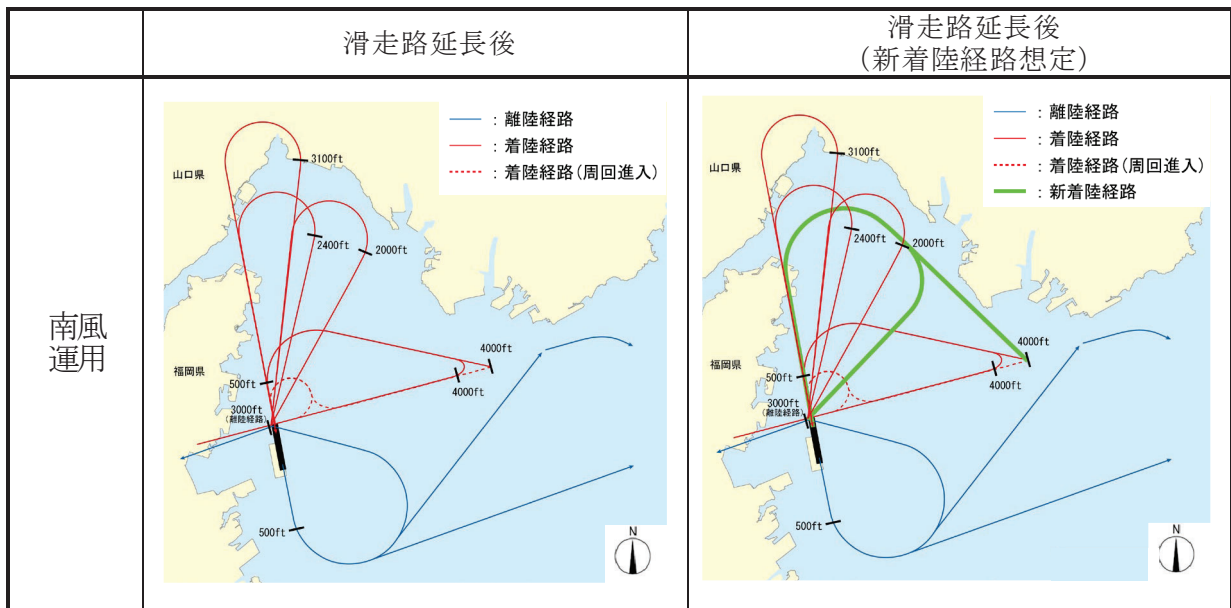 滑走路延長後
滑走路延長後
(新着陸経路想定)
南風
運用
: 離陸経路
: 着陸経路
: 着陸経路(周回進入)
3100ft
山口県
2400ft
2000ft
4000ft
福岡県
500ft
4000ft
3000ft
(離陸経路)
500ft
N
: 離陸経路
: 着陸経路
: 着陸経路(周回進入)
: 新着陸経路
3100ft
山口県
2400ft
2000ft
4000ft
福岡県
500ft
4000ft
3000ft
(離陸経路)
500ft
N